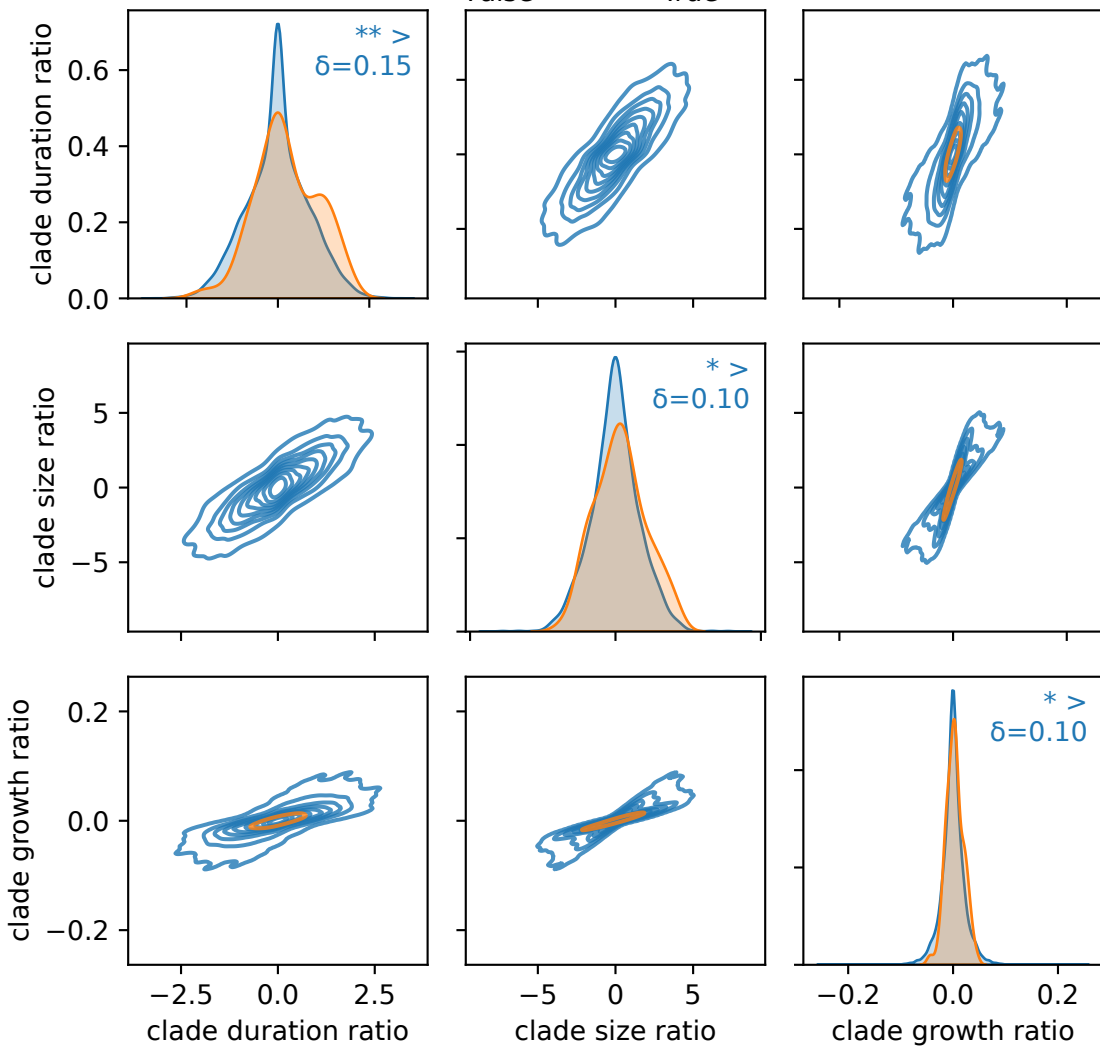 clade duration ratio
0.6
0.4
0.2
0.0
** >
δ=0.15
clade size ratio
5
0
−5
* >
δ=0.10
clade growth ratio
0.2
0.0
−0.2
* >
δ=0.10
−2.5 0.0 2.5
−5 0 5
−0.2 0.0 0.2
clade duration ratio
clade size ratio
clade growth ratio